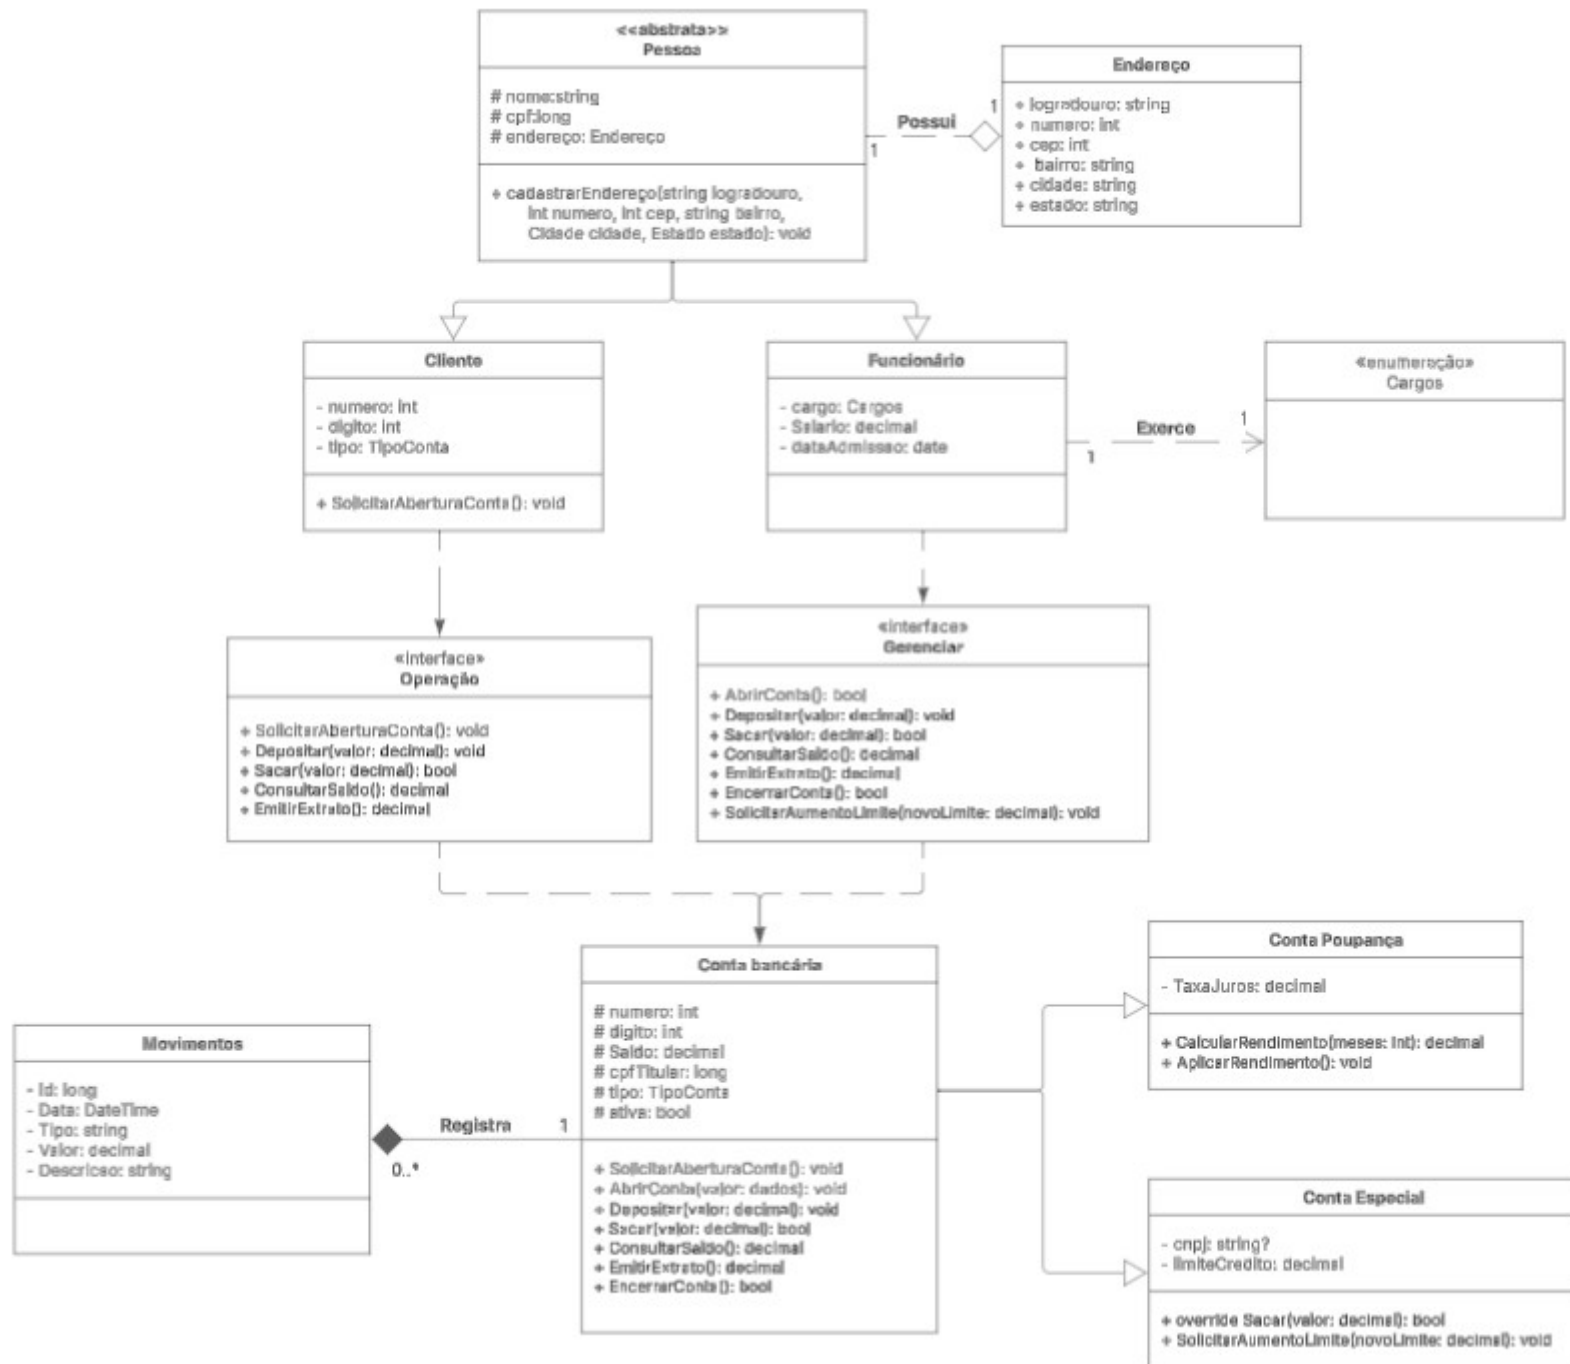 <<abstrata>>
Pessoa
# nome:string
# cpf:long
# endereço: Endereço
+ cadastrarEndereço(string logradouro,
int numero, int cep, string bairro,
Cidade cidade, Estado estado): void
Possui
1
1
Endereço
+ logradouro: string
+ numero: int
+ cep: int
+ bairro: string
+ cidade: string
+ estado: string
Cliente
- numero: int
- digito: int
- tipo: TipoConta
+ SolicitarAberturaConta(): void
Funcionário
- cargo: Cargos
- Salario: decimal
- dataAdmissao: date
Exerce
1
1
«enumeração»
Cargos
«interface»
Operação
+ SolicitarAberturaConta(): void
+ Depositar(valor: decimal): void
+ Sacar(valor: decimal): bool
+ ConsultarSaldo(): decimal
+ EmitirExtrato(): decimal
«interface»
Gerenciar
+ AbrirConta(): bool
+ Depositar(valor: decimal): void
+ Sacar(valor: decimal): bool
+ ConsultarSaldo(): decimal
+ EmitirExtrato(): decimal
+ EncerrarConta(): bool
+ SolicitarAumentoLimite(novoLimite: decimal): void
Movimentos
- Id: long
- Data: DateTime
- Tipo: string
- Valor: decimal
- Descricao: string
Registra
1
0..*
Conta bancária
# numero: int
# digito: int
# Saldo: decimal
# cpfTitular: long
# tipo: TipoConta
# ativa: bool
+ SolicitarAberturaConta(): void
+ AbrirConta(valor: dados): void
+ Depositar(valor: decimal): void
+ Sacar(valor: decimal): bool
+ ConsultarSaldo(): decimal
+ EmitirExtrato(): decimal
+ EncerrarConta(): bool
Conta Poupança
- TaxaJuros: decimal
+ CalcularRendimento(meses: int): decimal
+ AplicarRendimento(): void
Conta Especial
- cnpj: string?
- limiteCredito: decimal
+ override Sacar(valor: decimal): bool
+ SolicitarAumentoLimite(novoLimite: decimal): void